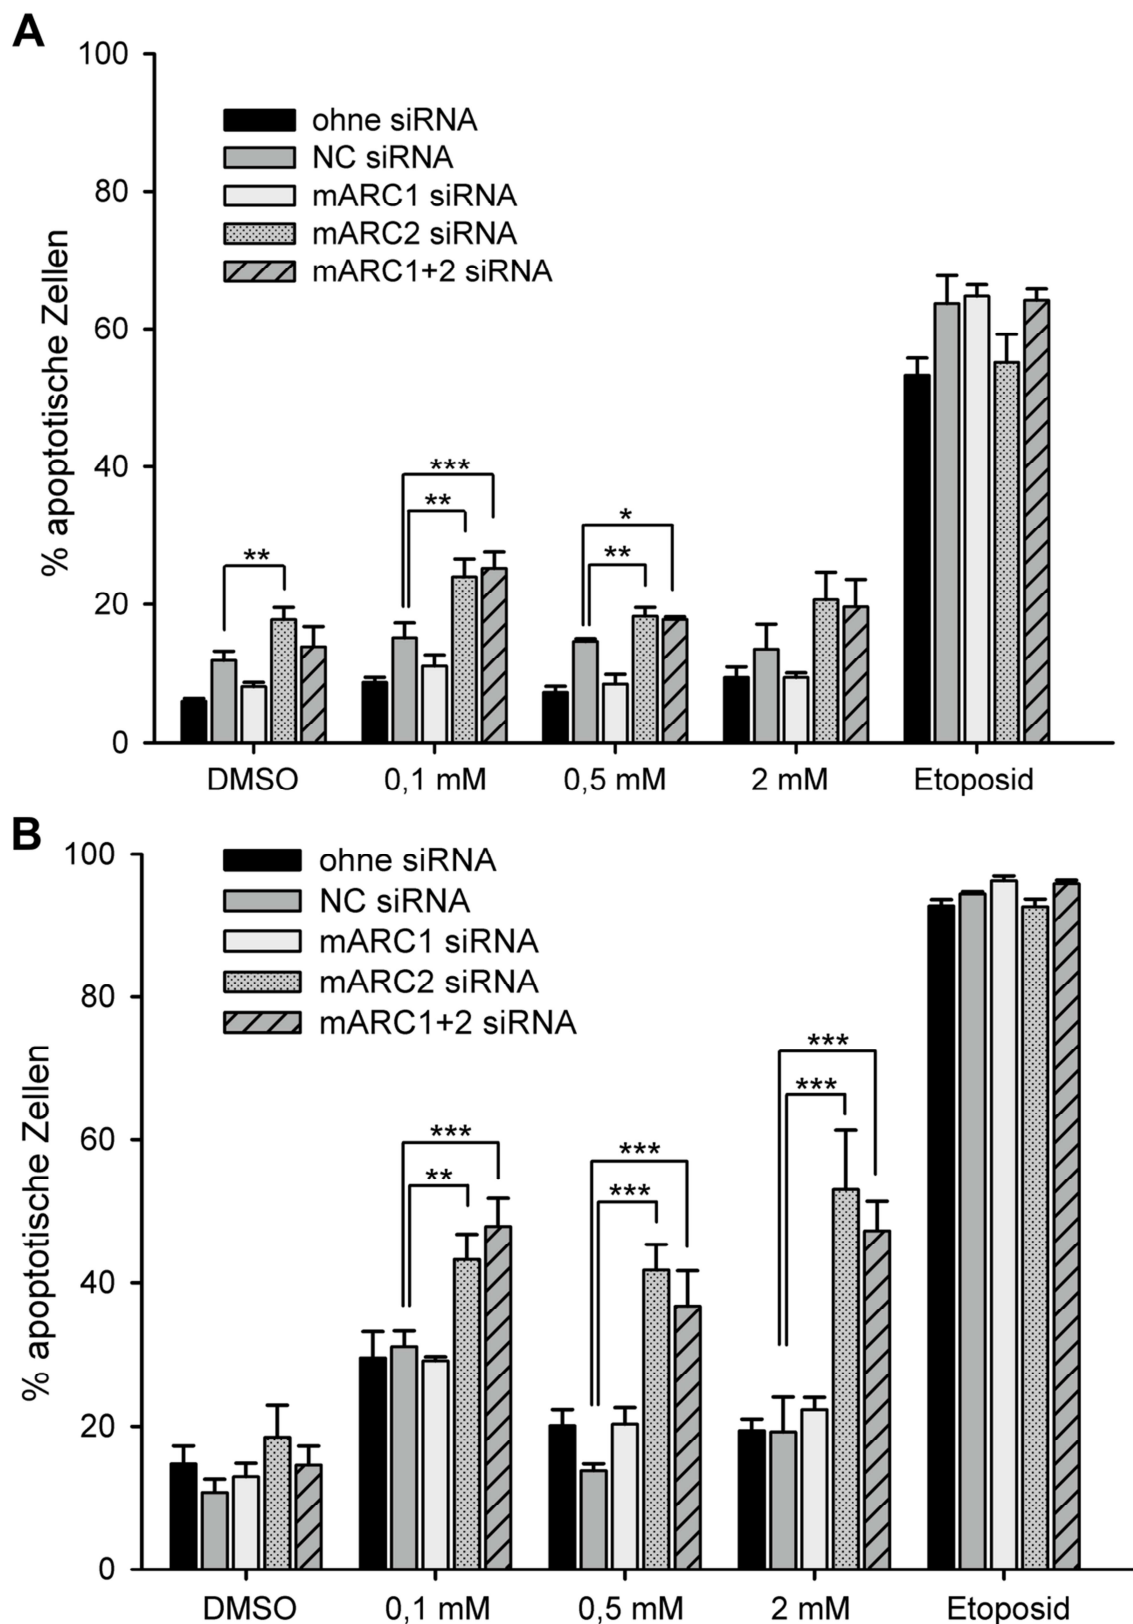 A
100
80
60
40
20
0
% apoptotische Zellen
ohne siRNA
NC siRNA
mARC1 siRNA
mARC2 siRNA
mARC1+2 siRNA
**
***
**
*
**
DMSO 0,1 mM 0,5 mM 2 mM Etoposid
B
100
80
60
40
20
0
% apoptotische Zellen
ohne siRNA
NC siRNA
mARC1 siRNA
mARC2 siRNA
mARC1+2 siRNA
***
**
***
***
***
***
DMSO 0,1 mM 0,5 mM 2 mM Etoposid